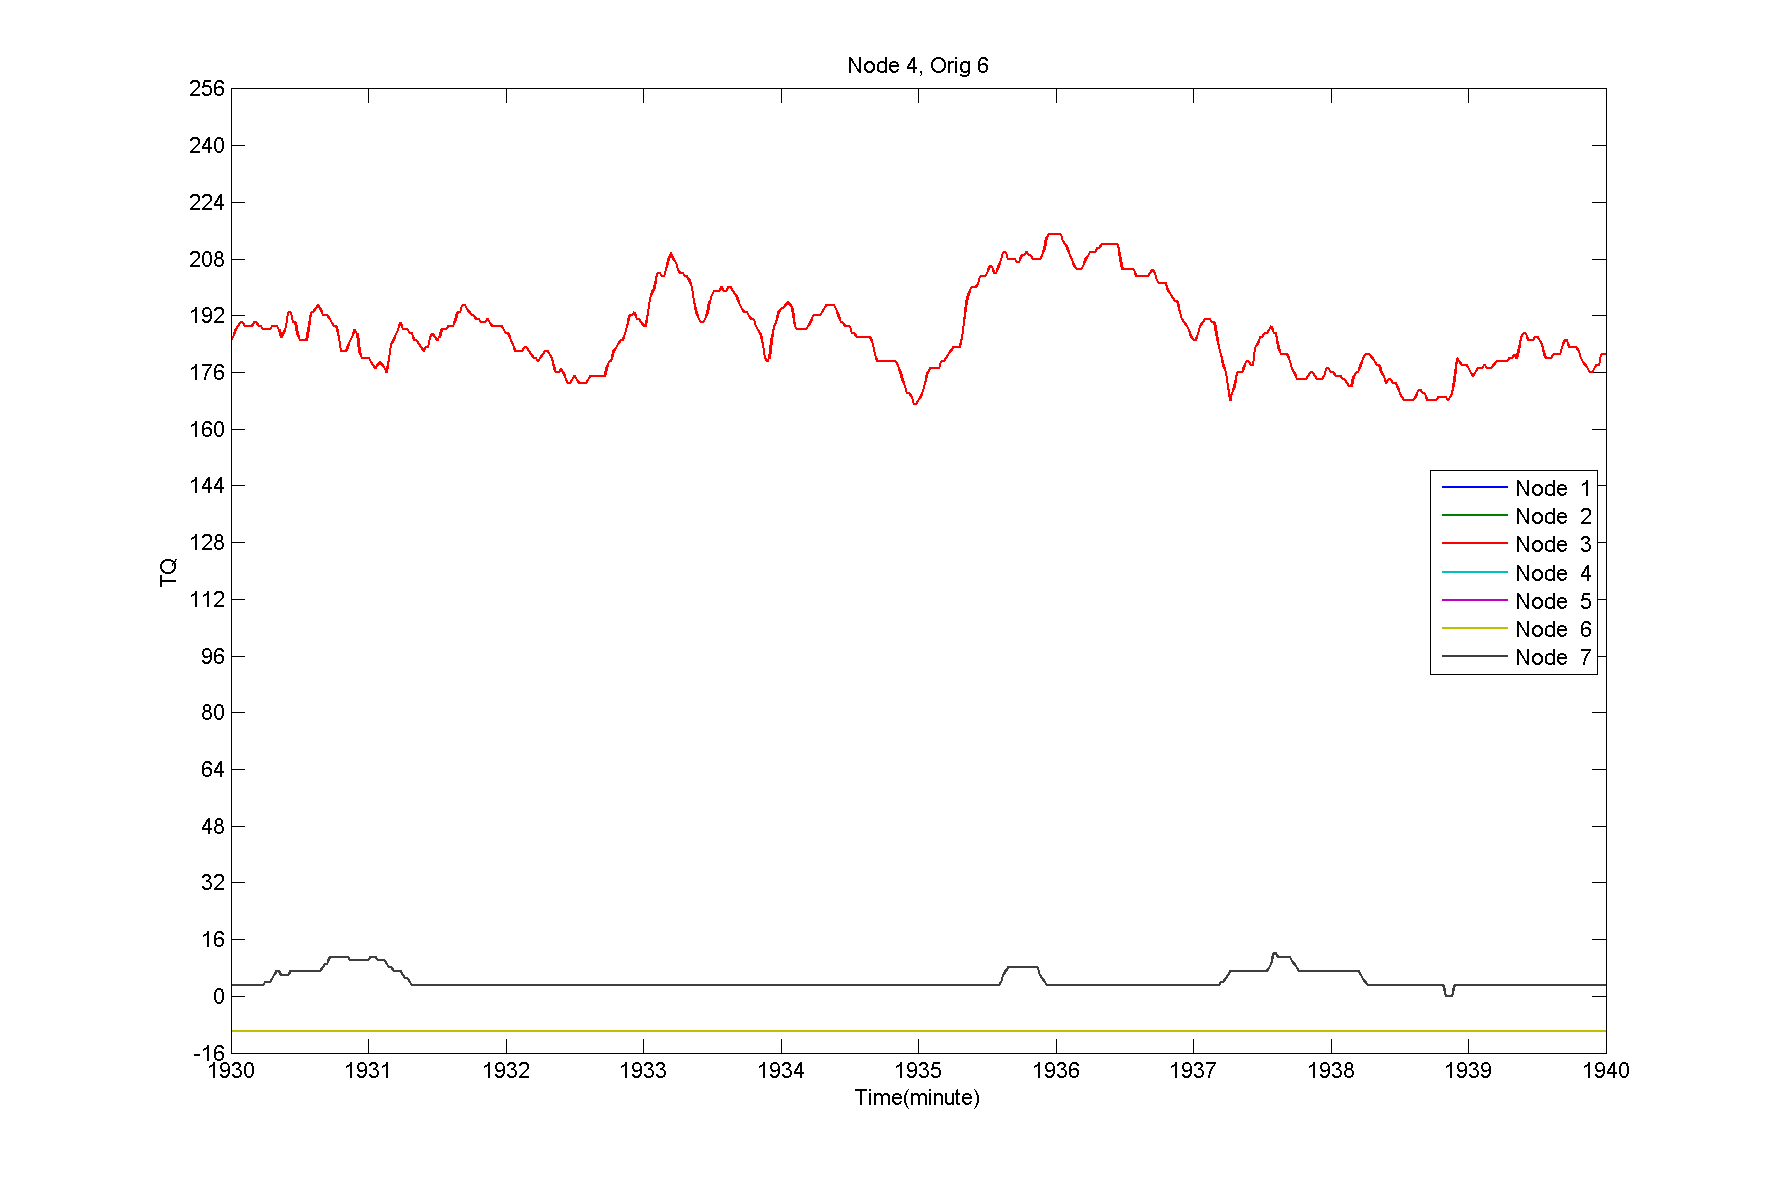 Node 4, Orig 6
256
240
224
208
192
176
160
144
128
112
96
80
64
48
32
16
0
-16
TQ
Node 1
Node 2
Node 3
Node 4
Node 5
Node 6
Node 7
1930 1931 1932 1933 1934 1935 1936 1937 1938 1939 1940
Time(minute)